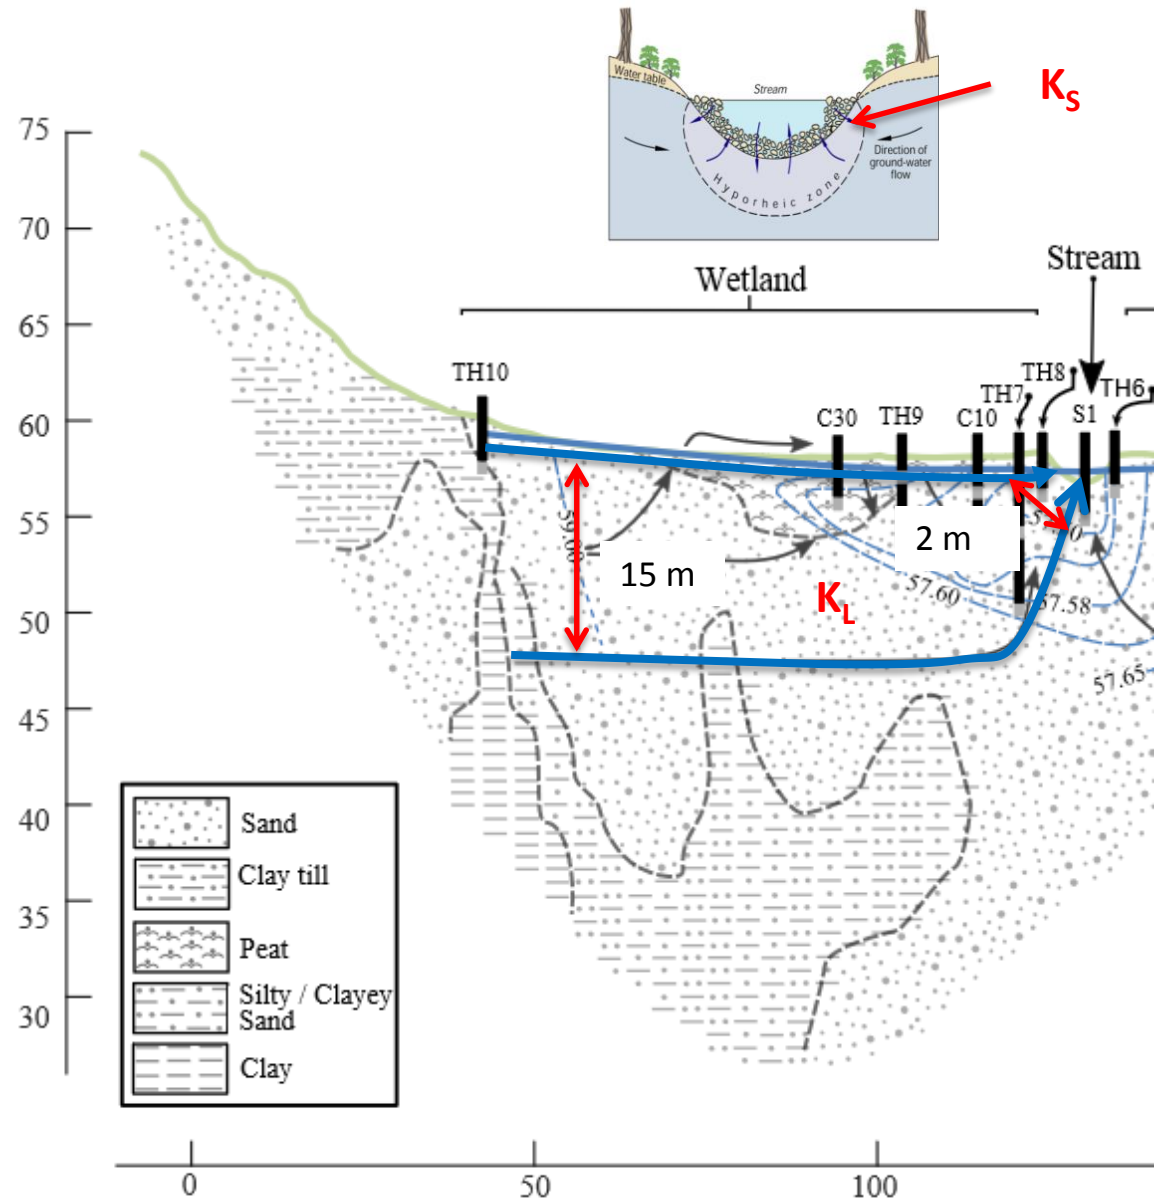 Water table
Stream
K_S
Direction of
ground-water
flow
Hyporheic zone
75
70
65
60
55
50
45
40
35
30
Wetland
Stream
TH10
C30
TH9
C10
TH7
TH8
S1
TH6
59.00
15 m
2 m
K_L
57.60
57.58
57.65
Sand
Clay till
Peat
Silty / Clayey
Sand
Clay
0
50
100